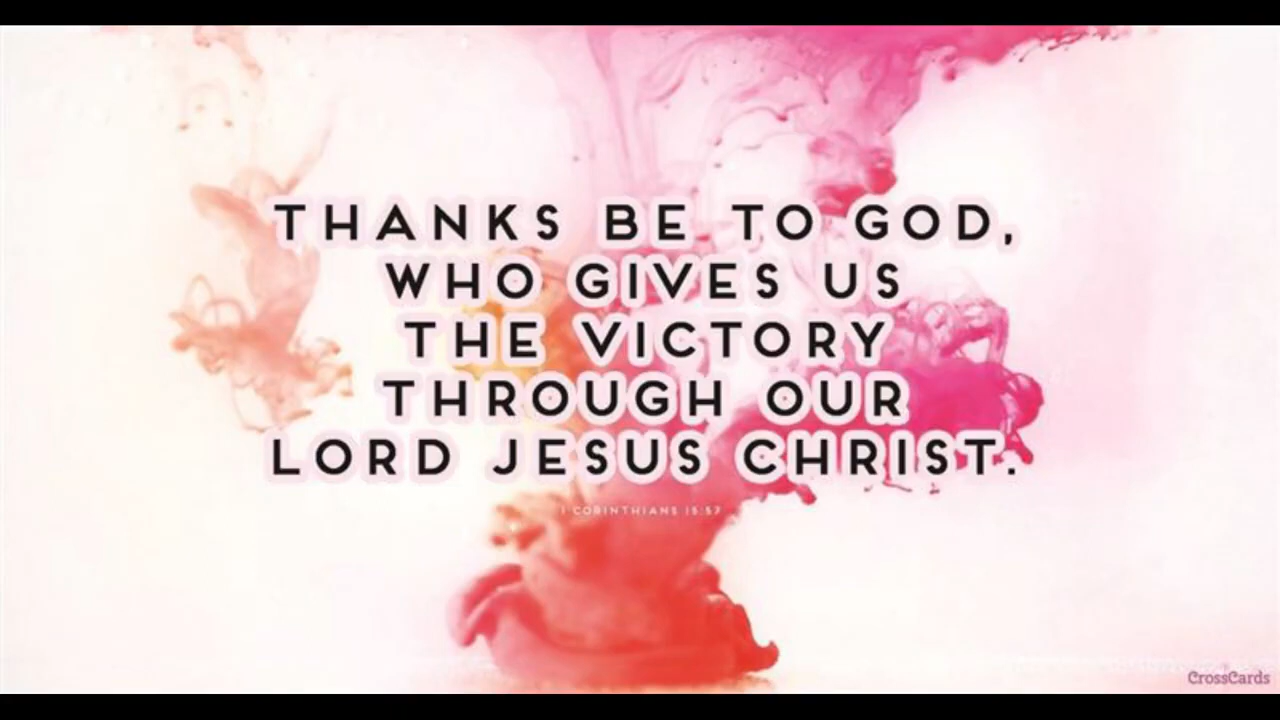 THANKS BE TO GOD,
WHO GIVES US
THE VICTORY
THROUGH OUR
LORD JESUS CHRIST.
1 CORINTHIANS 15:57
CrossCards